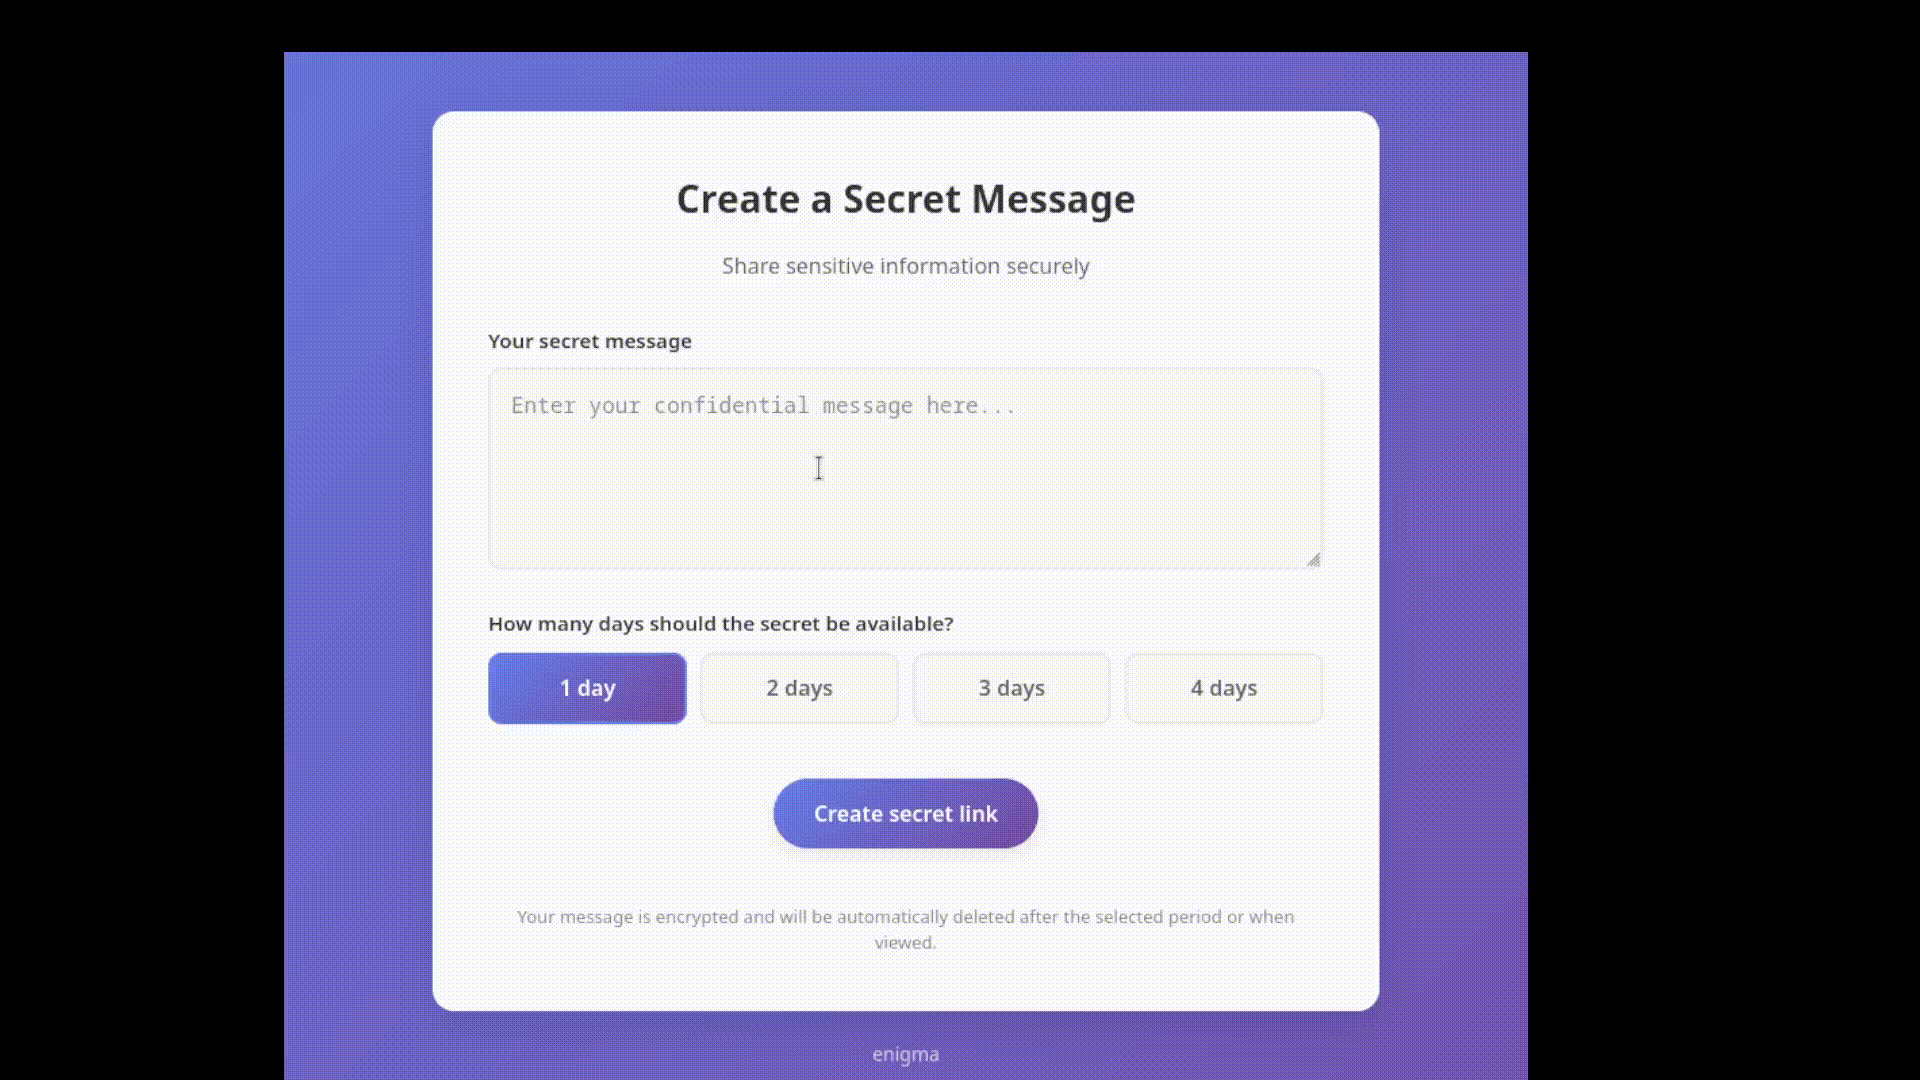 Create a Secret Message
Share sensitive information securely
Your secret message
Enter your confidential message here...
How many days should the secret be available?
1 day
2 days
3 days
4 days
Create secret link
Your message is encrypted and will be automatically deleted after the selected period or when
viewed.
enigma